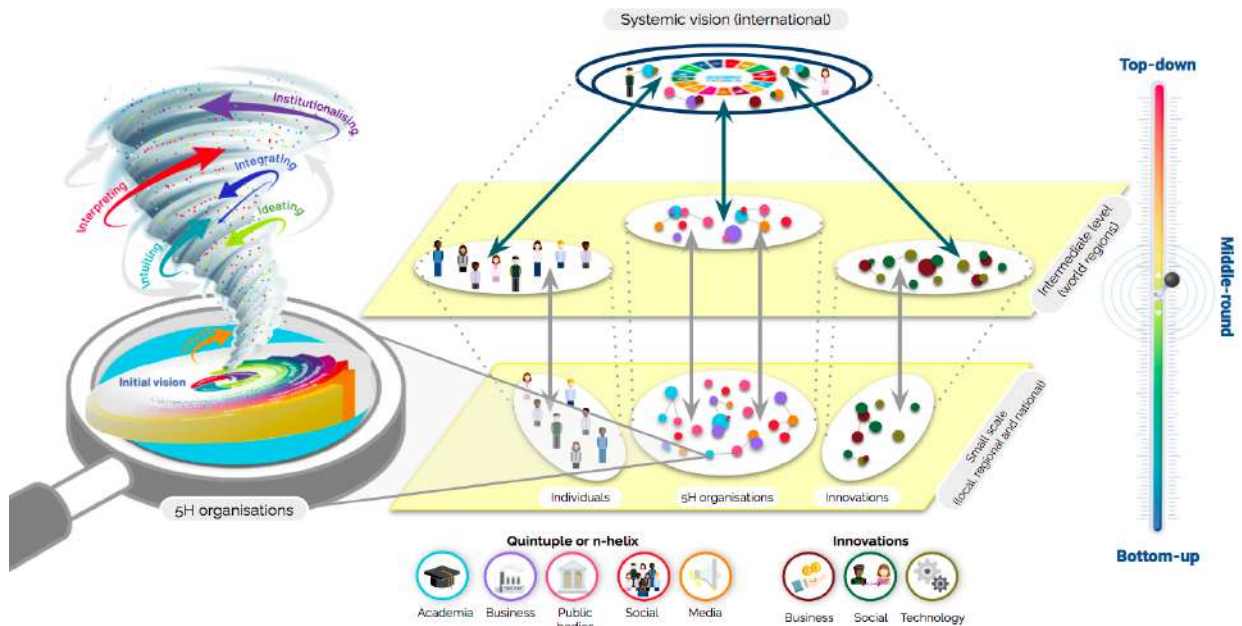 Systemic vision (international)
Top-down
Institutionalising
Interpreting
Integrating
Ideating
Intuiting
Intermediate level
(world regions)
Middle-round
Initial vision
Small scale
(local, regional and national)
Individuals
5H organisations
Innovations
5H organisations
Quintuple or n-helix
Innovations
Bottom-up
Academia
Business
Public
bodies
Social
Media
Business
Social
Technology